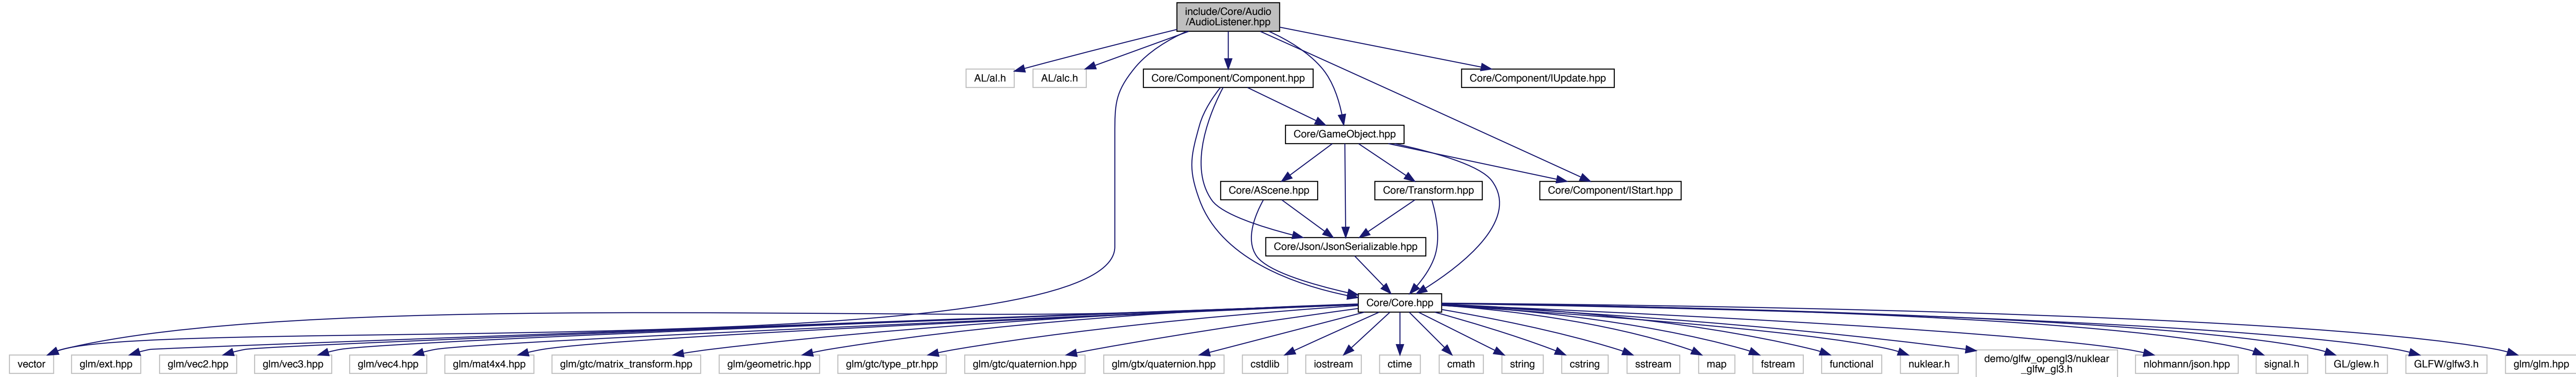 include/Core/Audio
/AudioListener.hpp
AL/al.h
AL/alc.h
Core/Component/Component.hpp
Core/Component/IUpdate.hpp
Core/GameObject.hpp
Core/AScene.hpp
Core/Transform.hpp
Core/Component/IStart.hpp
Core/Json/JsonSerializable.hpp
Core/Core.hpp
vector
glm/ext.hpp
glm/vec2.hpp
glm/vec3.hpp
glm/vec4.hpp
glm/mat4x4.hpp
glm/gtc/matrix_transform.hpp
glm/geometric.hpp
glm/gtc/type_ptr.hpp
glm/gtc/quaternion.hpp
glm/gtx/quaternion.hpp
cstdlib
iostream
ctime
cmath
string
cstring
sstream
map
fstream
functional
nuklear.h
demo/glfw_opengl3/nuklear
_glfw_gl3.h
nlohmann/json.hpp
signal.h
GL/glew.h
GLFW/glfw3.h
glm/glm.hpp